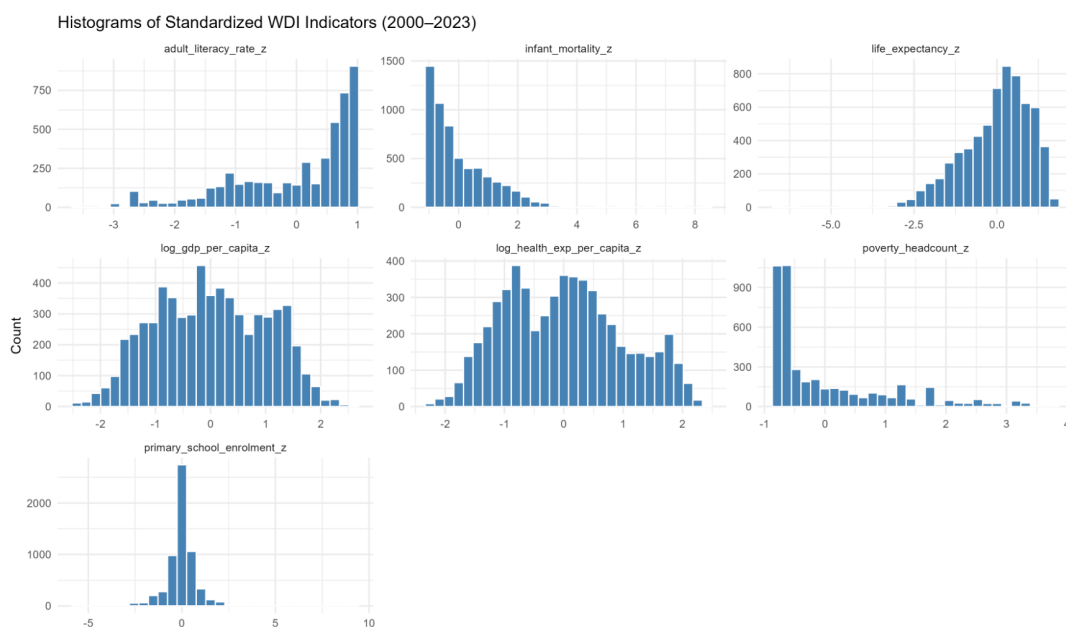 Histograms of Standardized WDI Indicators (2000–2023)
adult_literacy_rate_z
infant_mortality_z
life_expectancy_z
750
500
250
0
-3 -2 -1 0 1
1500
1000
500
0
0 2 4 6 8
800
600
400
200
0
-5.0 -2.5 0.0
log_gdp_per_capita_z
log_health_exp_per_capita_z
poverty_headcount_z
Count
400
300
200
100
0
-2 -1 0 1 2
400
300
200
100
0
-2 -1 0 1 2
900
600
300
0
-1 0 1 2 3 4
primary_school_enrolment_z
2000
1000
0
-5 0 5 10